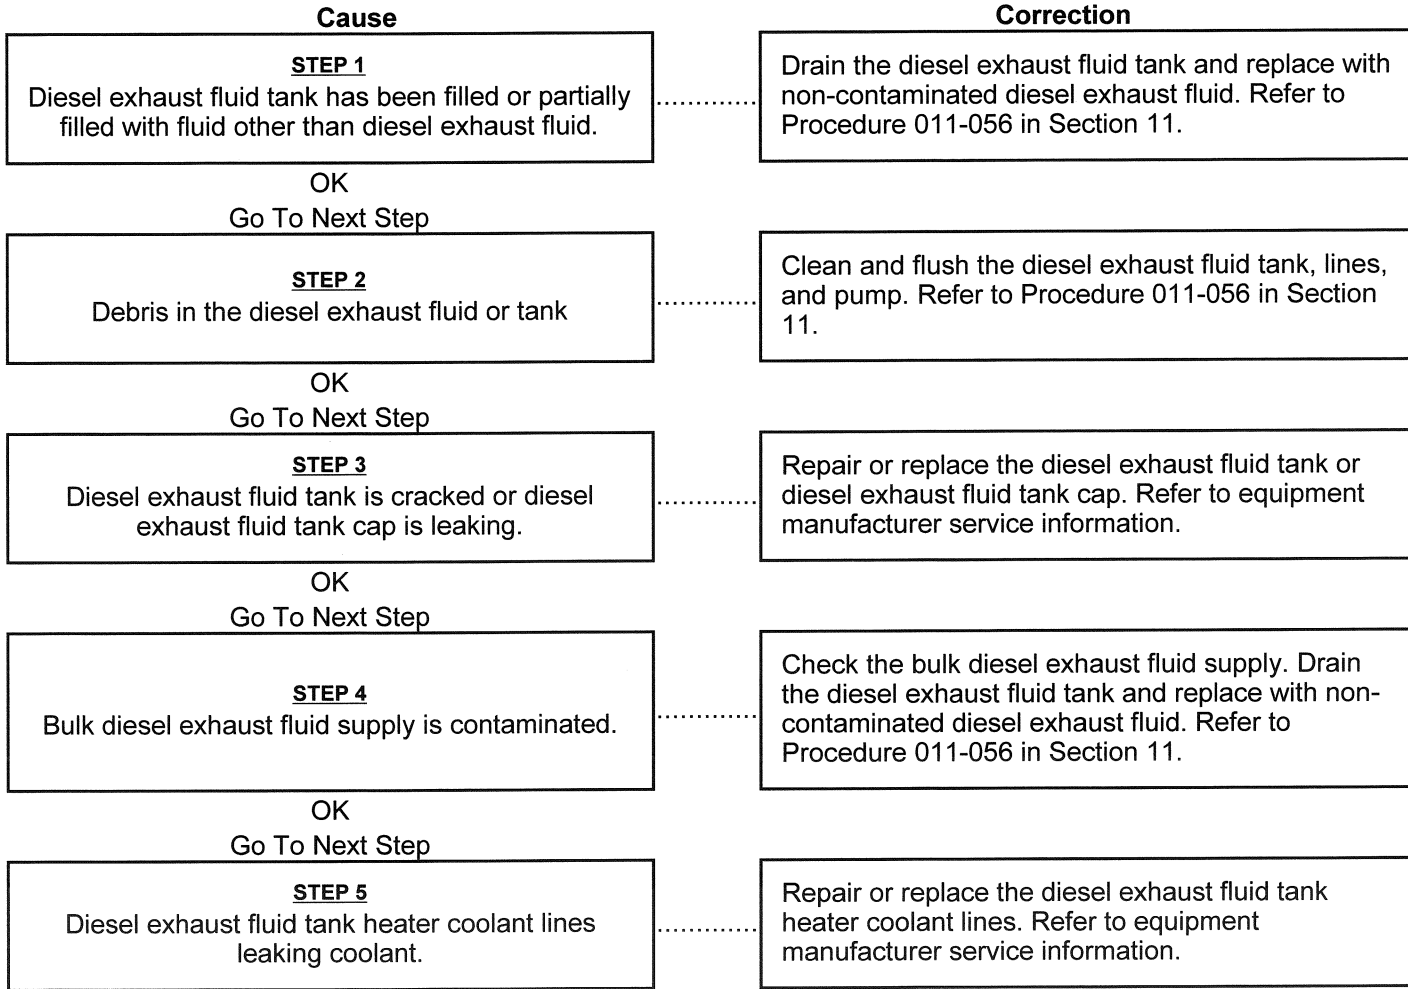 Cause
Correction
STEP 1
Diesel exhaust fluid tank has been filled or partially
filled with fluid other than diesel exhaust fluid.
Drain the diesel exhaust fluid tank and replace with
non-contaminated diesel exhaust fluid. Refer to
Procedure 011-056 in Section 11.
OK
Go To Next Step
STEP 2
Debris in the diesel exhaust fluid or tank
Clean and flush the diesel exhaust fluid tank, lines,
and pump. Refer to Procedure 011-056 in Section
11.
OK
Go To Next Step
STEP 3
Diesel exhaust fluid tank is cracked or diesel
exhaust fluid tank cap is leaking.
Repair or replace the diesel exhaust fluid tank or
diesel exhaust fluid tank cap. Refer to equipment
manufacturer service information.
OK
Go To Next Step
STEP 4
Bulk diesel exhaust fluid supply is contaminated.
Check the bulk diesel exhaust fluid supply. Drain
the diesel exhaust fluid tank and replace with non-
contaminated diesel exhaust fluid. Refer to
Procedure 011-056 in Section 11.
OK
Go To Next Step
STEP 5
Diesel exhaust fluid tank heater coolant lines
leaking coolant.
Repair or replace the diesel exhaust fluid tank
heater coolant lines. Refer to equipment
manufacturer service information.